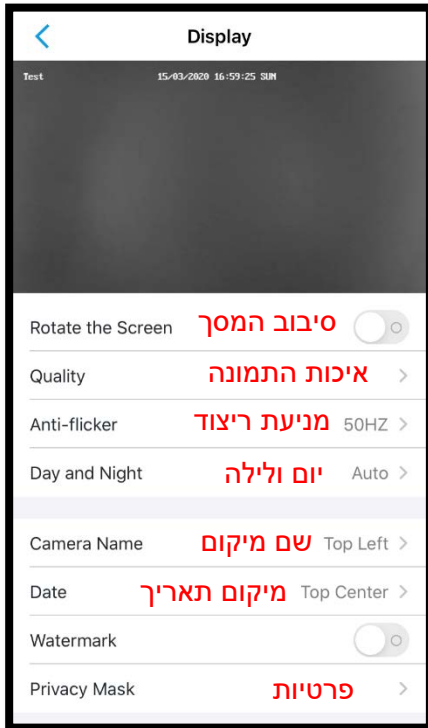 Display
Test 15/03/2020 16:59:25 SUN
Rotate the Screen סיבוב המסך
Quality איכות התמונה
Anti-flicker מניעת ריצוד 50HZ
Day and Night יום ולילה Auto
Camera Name שם מיקום Top Left
Date מיקום תאריך Top Center
Watermark
Privacy Mask פרטיות